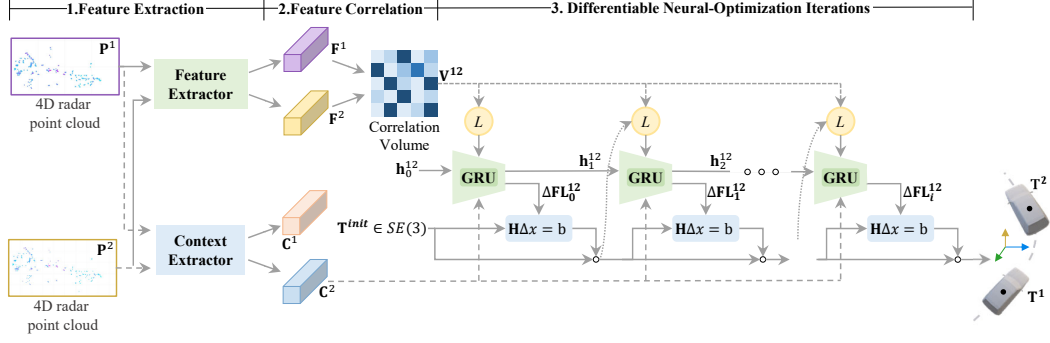 1.Feature Extraction
2.Feature Correlation
3. Differentiable Neural-Optimization Iterations
P¹
4D radar
point cloud
Feature
Extractor
F¹
F²
Correlation
Volume
V¹²
L
L
L
h₀¹²
GRU
h₁¹²
GRU
h₂¹²
GRU
ΔFL₀¹²
ΔFL₁¹²
ΔFLᵢ¹²
Tⁱⁿⁱᵗ ∈ SE(3)
HΔx = b
HΔx = b
HΔx = b
P²
4D radar
point cloud
Context
Extractor
C¹
C²
T²
T¹